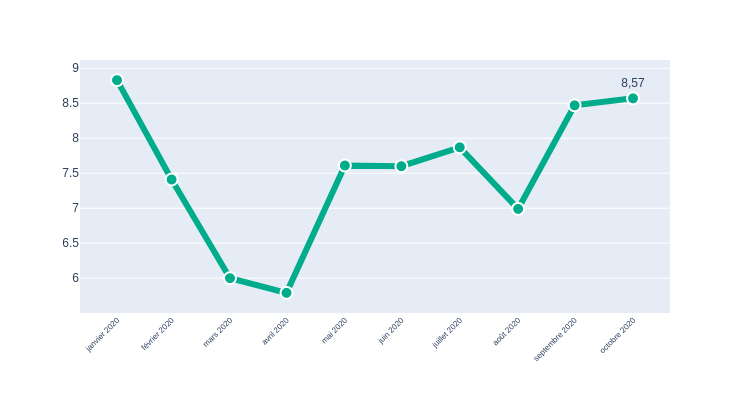 9
8.5
8
7.5
7
6.5
6
8,57
janvier 2020
février 2020
mars 2020
avril 2020
mai 2020
juin 2020
juillet 2020
août 2020
septembre 2020
octobre 2020